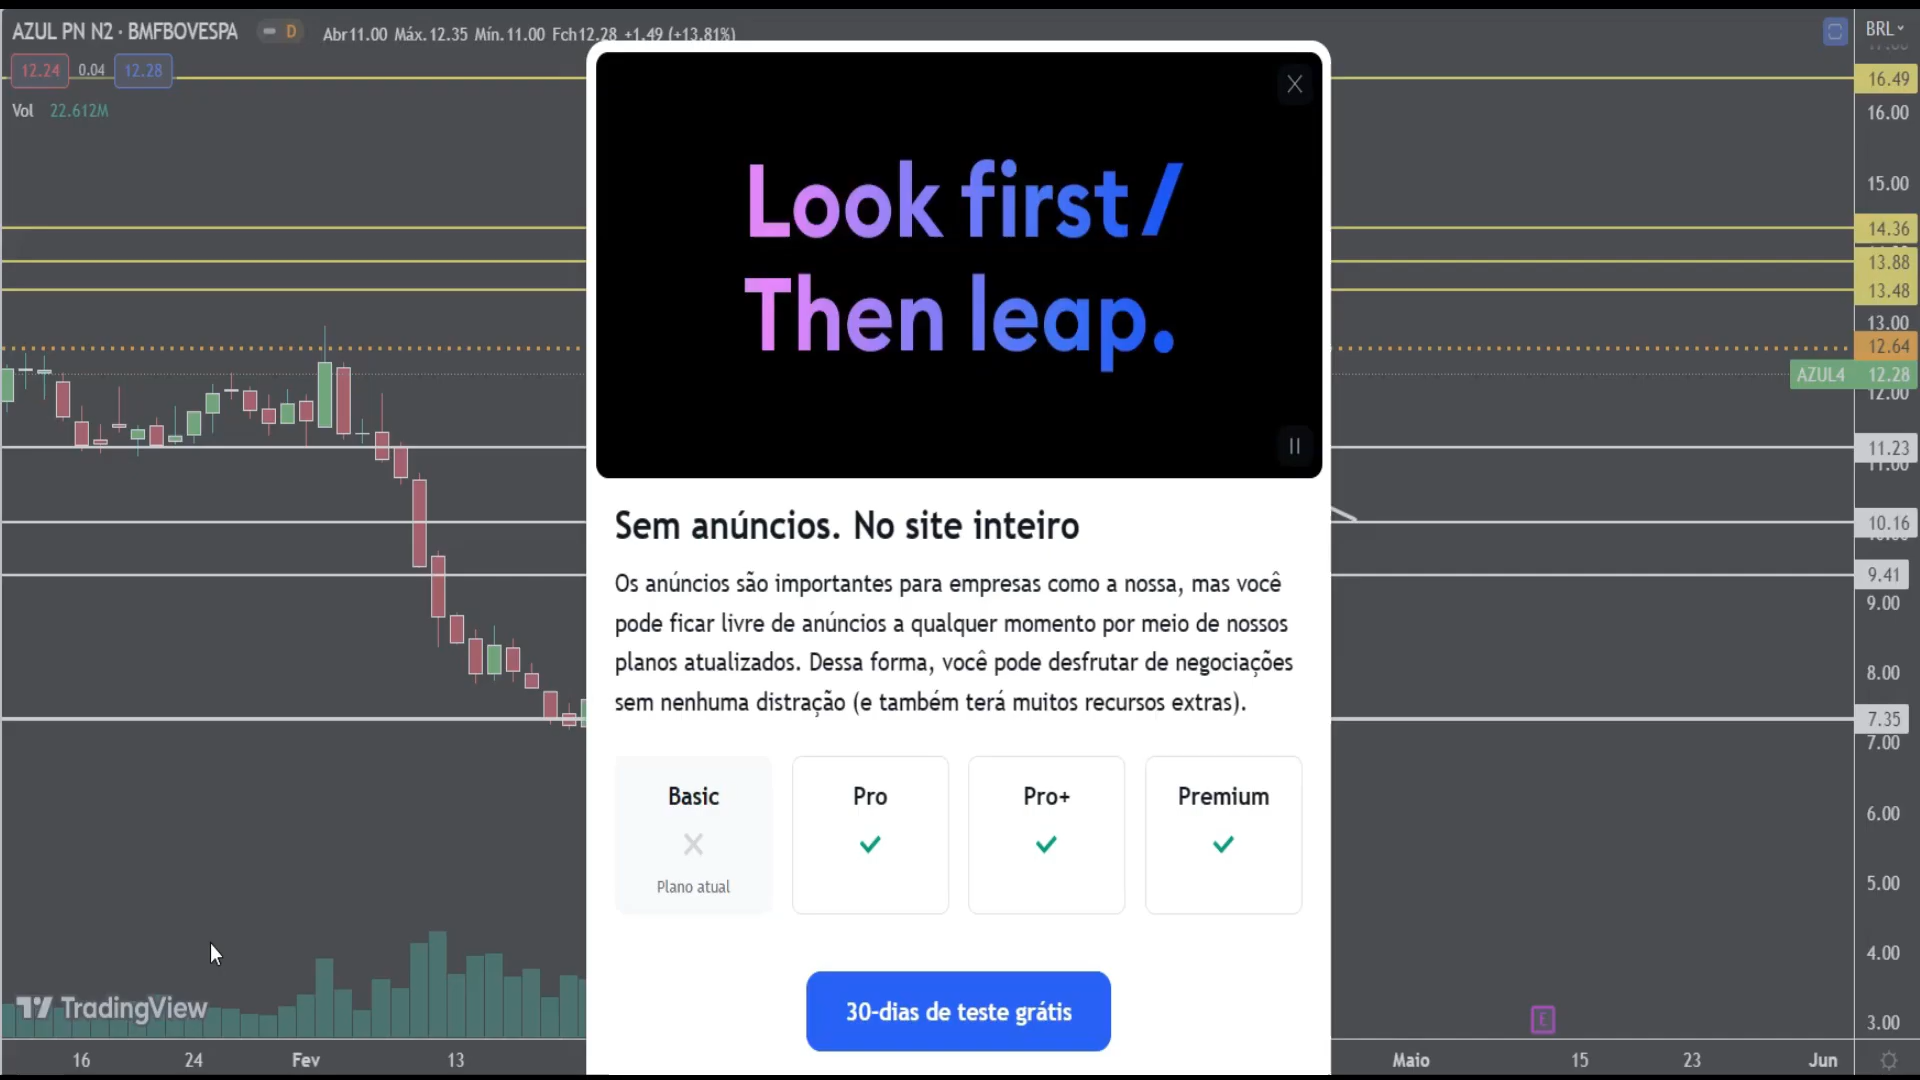 AZUL PN N2 · BMFBOVESPA
D
Abr11.00 Máx.12.35 Mín.11.00 Fch12.28 +1.49 (+13.81%)
BRL
12.24 0.04 12.28
Vol 22.612M
Look first/
Then leap.
Sem anúncios. No site inteiro
Os anúncios são importantes para empresas como a nossa, mas você
pode ficar livre de anúncios a qualquer momento por meio de nossos
planos atualizados. Dessa forma, você pode desfrutar de negociações
sem nenhuma distração (e também terá muitos recursos extras).
Basic
Plano atual
Pro
Pro+
Premium
30-dias de teste grátis
TradingView
16.49
16.00
15.00
14.36
13.88
13.48
13.00
12.64
AZUL4 12.28
12.00
11.23
11.00
10.16
9.41
9.00
8.00
7.35
7.00
6.00
5.00
4.00
3.00
E
16 24 Fev 13 Maio 15 23 Jun